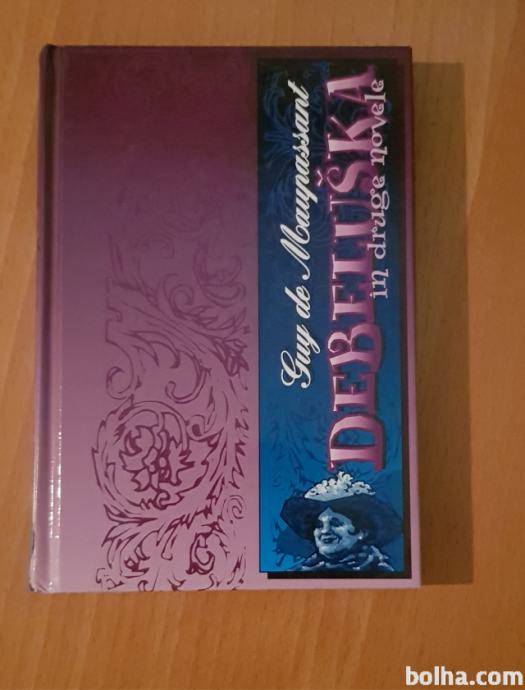 Guy de Maupassant
DEBELUŠKA
in druge novele
bolha.com